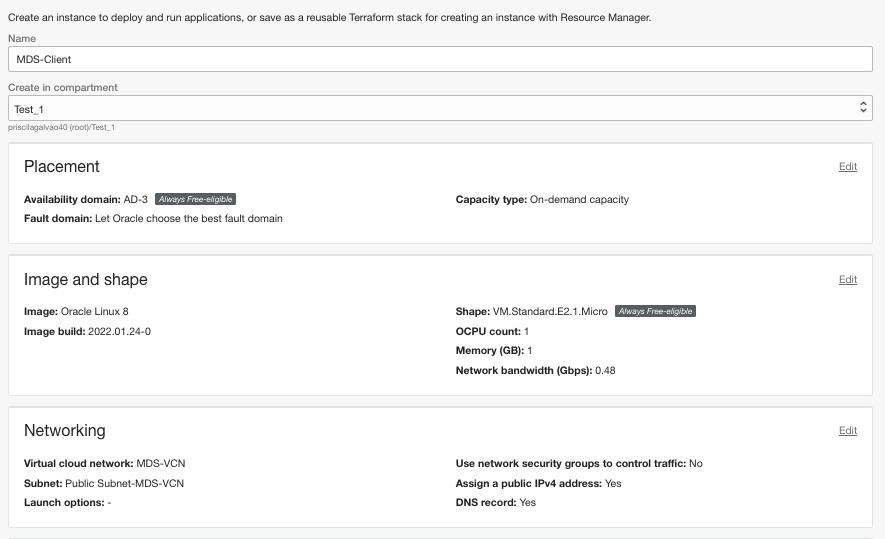 Create an instance to deploy and run applications, or save as a reusable Terraform stack for creating an instance with Resource Manager.
Name
MDS-Client
Create in compartment
Test_1
priscilagalvao40 (root)/Test_1
Placement
Edit
Availability domain: AD-3 Always Free-eligible
Capacity type: On-demand capacity
Fault domain: Let Oracle choose the best fault domain
Image and shape
Edit
Image: Oracle Linux 8
Shape: VM.Standard.E2.1.Micro Always Free-eligible
Image build: 2022.01.24-0
OCPU count: 1
Memory (GB): 1
Network bandwidth (Gbps): 0.48
Networking
Edit
Virtual cloud network: MDS-VCN
Use network security groups to control traffic: No
Subnet: Public Subnet-MDS-VCN
Assign a public IPv4 address: Yes
Launch options: -
DNS record: Yes